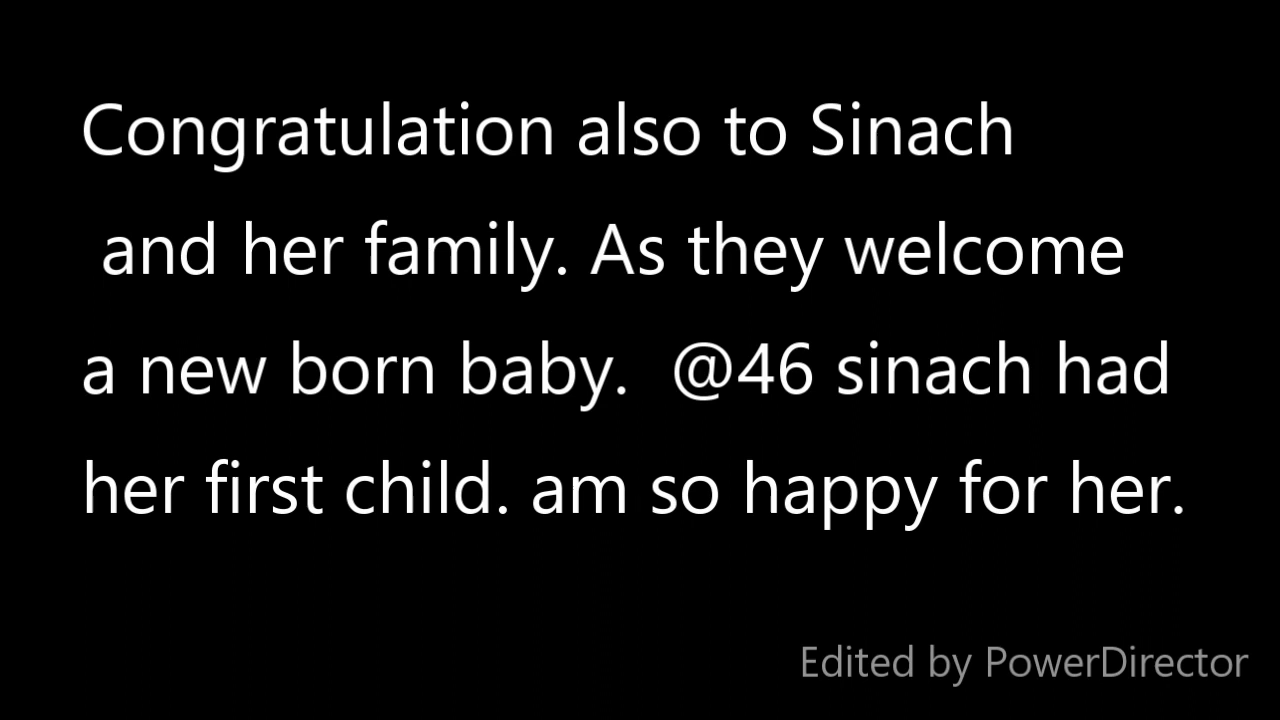 Congratulation also to Sinach
and her family. As they welcome
a new born baby.  @46 sinach had
her first child. am so happy for her.
Edited by PowerDirector